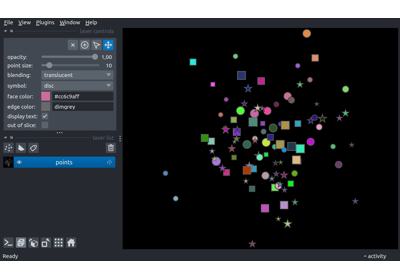 File View Plugins Window Help
layer controls
opacity: 1.00
point size: 10
blending: translucent
symbol: disc
face color: #cc6c9aff
edge color: dimgrey
display text:
out of slice:
layer list
points
Ready
activity